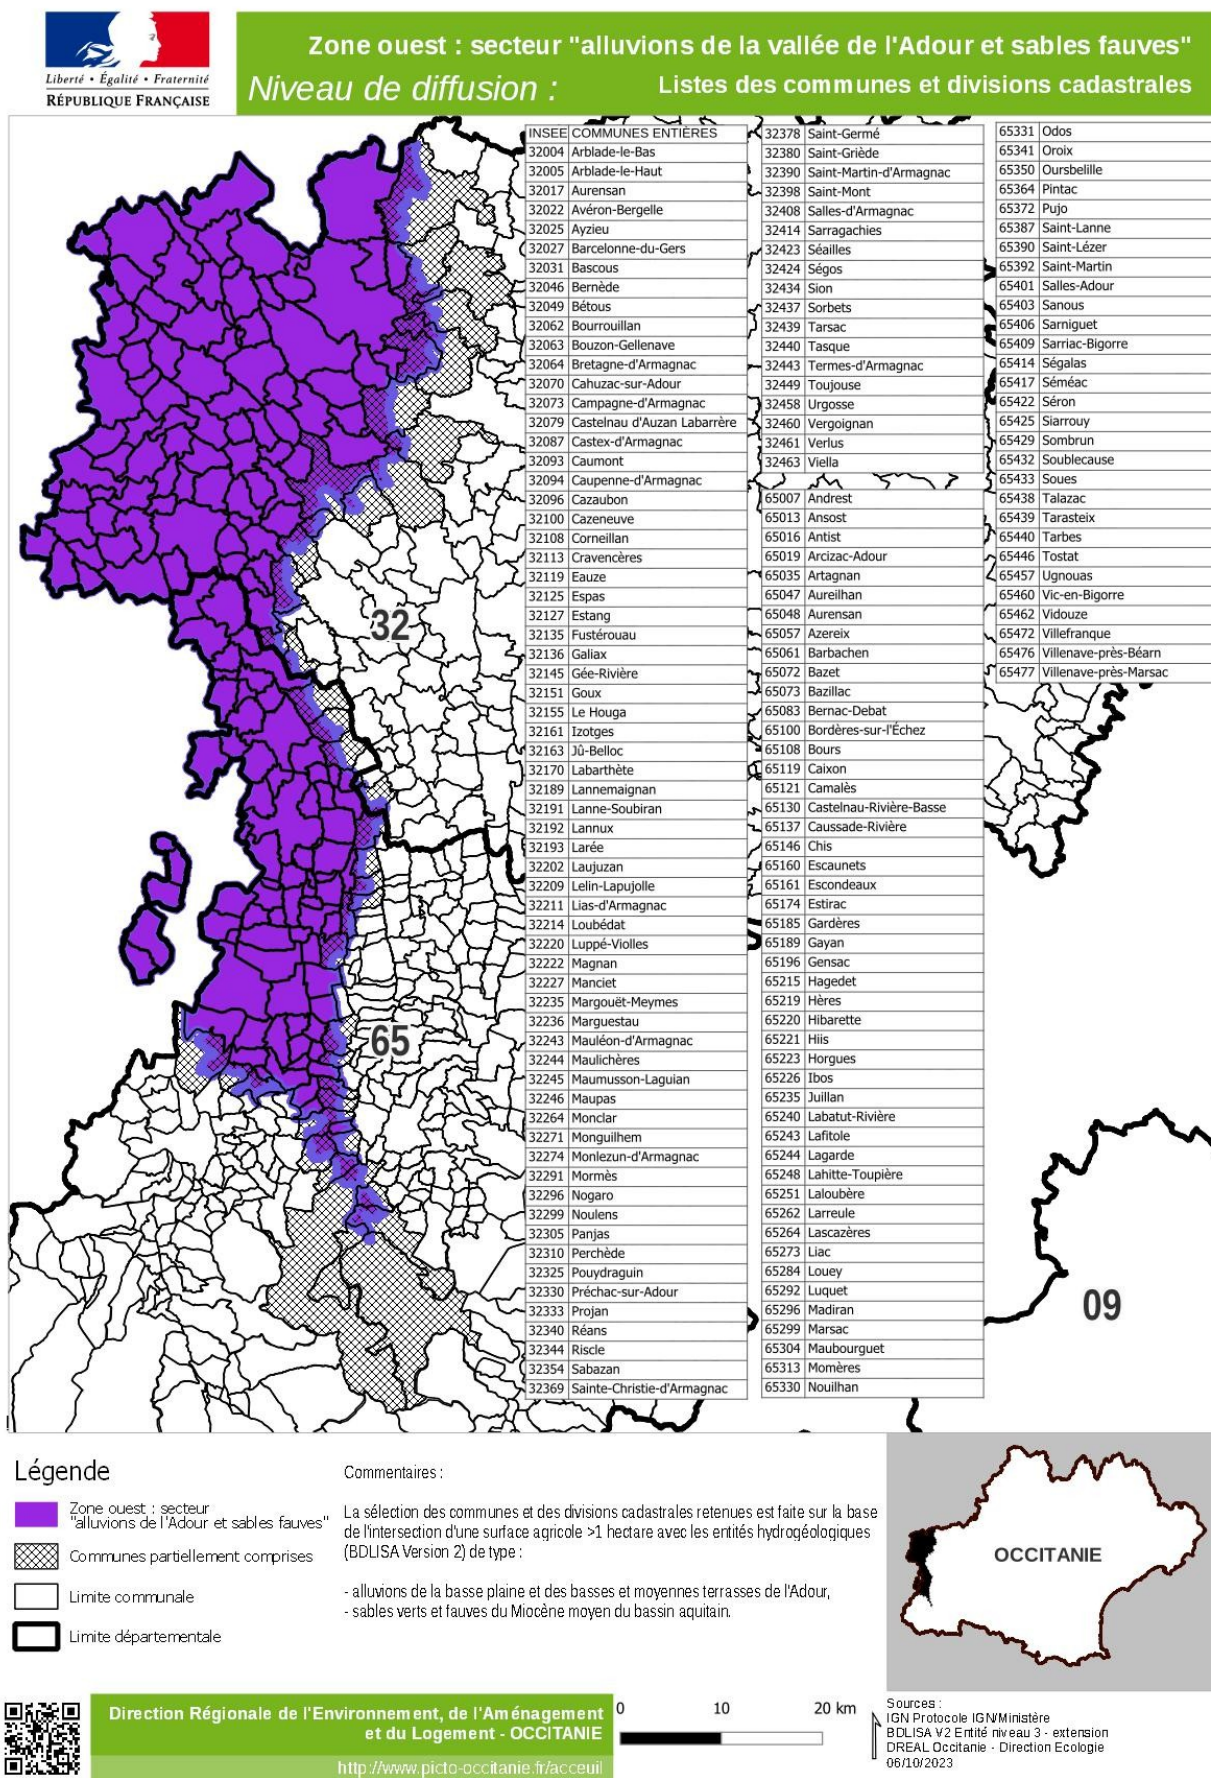 Liberté • Égalité • Fraternité
RÉPUBLIQUE FRANÇAISE
Zone ouest : secteur "alluvions de la vallée de l'Adour et sables fauves"
Niveau de diffusion :
Listes des communes et divisions cadastrales
INSEE COMMUNES ENTIÈRES
32004 Arblade-le-Bas
32005 Arblade-le-Haut
32017 Aurensan
32022 Avéron-Bergelle
32025 Ayzieu
32027 Barcelonne-du-Gers
32031 Bascous
32046 Bernède
32049 Bétous
32062 Bourrouillan
32063 Bouzon-Gellenave
32064 Bretagne-d'Armagnac
32070 Cahuzac-sur-Adour
32073 Campagne-d'Armagnac
32079 Castelnau d'Auzan Labarrère
32087 Castex-d'Armagnac
32093 Caumont
32094 Caupenne-d'Armagnac
32096 Cazaubon
32100 Cazeneuve
32108 Corneillan
32113 Cravencères
32119 Eauze
32125 Espas
32127 Estang
32135 Fustérouau
32136 Galiax
32145 Gée-Rivière
32151 Goux
32155 Le Houga
32161 Izotges
32163 Jû-Belloc
32170 Labarthète
32189 Lannemaignan
32191 Lanne-Soubiran
32192 Lannux
32193 Larée
32202 Laujuzan
32209 Lelin-Lapujolle
32211 Lias-d'Armagnac
32214 Loubédat
32220 Luppé-Violles
32222 Magnan
32227 Manciet
32235 Margouët-Meymes
32236 Marguestau
32243 Mauléon-d'Armagnac
32244 Maulichères
32245 Maumusson-Laguian
32246 Maupas
32264 Monclar
32271 Monguilhem
32274 Monlezun-d'Armagnac
32291 Mormès
32296 Nogaro
32299 Noulens
32305 Panjas
32310 Perchède
32325 Pouydraguin
32330 Préchac-sur-Adour
32333 Projan
32340 Réans
32344 Riscle
32354 Sabazan
32369 Sainte-Christie-d'Armagnac
32378 Saint-Germé
32380 Saint-Griède
32390 Saint-Martin-d'Armagnac
32398 Saint-Mont
32408 Salles-d'Armagnac
32414 Sarragachies
32423 Séailles
32424 Ségos
32434 Sion
32437 Sorbets
32439 Tarsac
32440 Tasque
32443 Termes-d'Armagnac
32449 Toujouse
32458 Urgosse
32460 Vergoignan
32461 Verlus
32463 Viella
65007 Andrest
65013 Ansost
65016 Antist
65019 Arcizac-Adour
65035 Artagnan
65047 Aureilhan
65048 Aurensan
65057 Azereix
65061 Barbachen
65072 Bazet
65073 Bazillac
65083 Bernac-Debat
65100 Bordères-sur-l'Échez
65108 Bours
65119 Caixon
65121 Camalès
65130 Castelnau-Rivière-Basse
65137 Caussade-Rivière
65146 Chis
65160 Escaunets
65161 Escondeaux
65174 Estirac
65185 Gardères
65189 Gayan
65196 Gensac
65215 Hagedet
65219 Hères
65220 Hibarette
65221 Hiis
65223 Horgues
65226 Ibos
65235 Juillan
65240 Labatut-Rivière
65243 Lafitole
65244 Lagarde
65248 Lahitte-Toupière
65251 Laloubère
65262 Larreule
65264 Lascazères
65273 Liac
65284 Louey
65292 Luquet
65296 Madiran
65299 Marsac
65304 Maubourguet
65313 Momères
65330 Nouilhan
65331 Odos
65341 Oroix
65350 Oursbelille
65364 Pintac
65372 Pujo
65387 Saint-Lanne
65390 Saint-Lézer
65392 Saint-Martin
65401 Salles-Adour
65403 Sanous
65406 Sarniguet
65409 Sarriac-Bigorre
65414 Ségalas
65417 Séméac
65422 Séron
65425 Siarrouy
65429 Sombrun
65432 Soublecause
65433 Soues
65438 Talazac
65439 Tarasteix
65440 Tarbes
65446 Tostat
65457 Ugnouas
65460 Vic-en-Bigorre
65462 Vidouze
65472 Villefranque
65476 Villenave-près-Béarn
65477 Villenave-près-Marsac
32
65
09
Légende
Zone ouest : secteur
"alluvions de l'Adour et sables fauves"
Communes partiellement comprises
Limite communale
Limite départementale
Commentaires :
La sélection des communes et des divisions cadastrales retenues est faite sur la base
de l'intersection d'une surface agricole >1 hectare avec les entités hydrogéologiques
(BDLISA Version 2) de type :
- alluvions de la basse plaine et des basses et moyennes terrasses de l'Adour,
- sables verts et fauves du Miocène moyen du bassin aquitain.
OCCITANIE
Direction Régionale de l'Environnement, de l'Aménagement
et du Logement - OCCITANIE
http://www.picto-occitanie.fr/acceuil
0 10 20 km
Sources :
IGN Protocole IGN/Ministère
BDLISA V2 Entité niveau 3 - extension
DREAL Occitanie - Direction Ecologie
06/10/2023